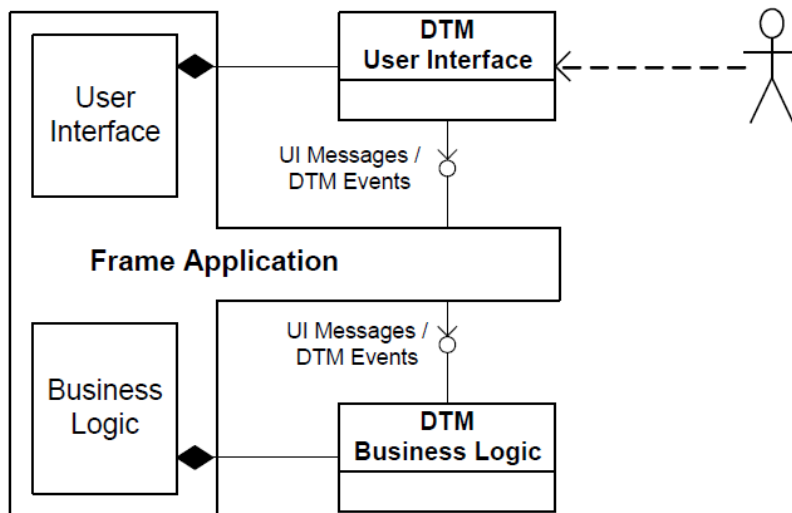 DTM
User Interface
User
Interface
UI Messages /
DTM Events
Frame Application
UI Messages /
DTM Events
Business
Logic
DTM
Business Logic